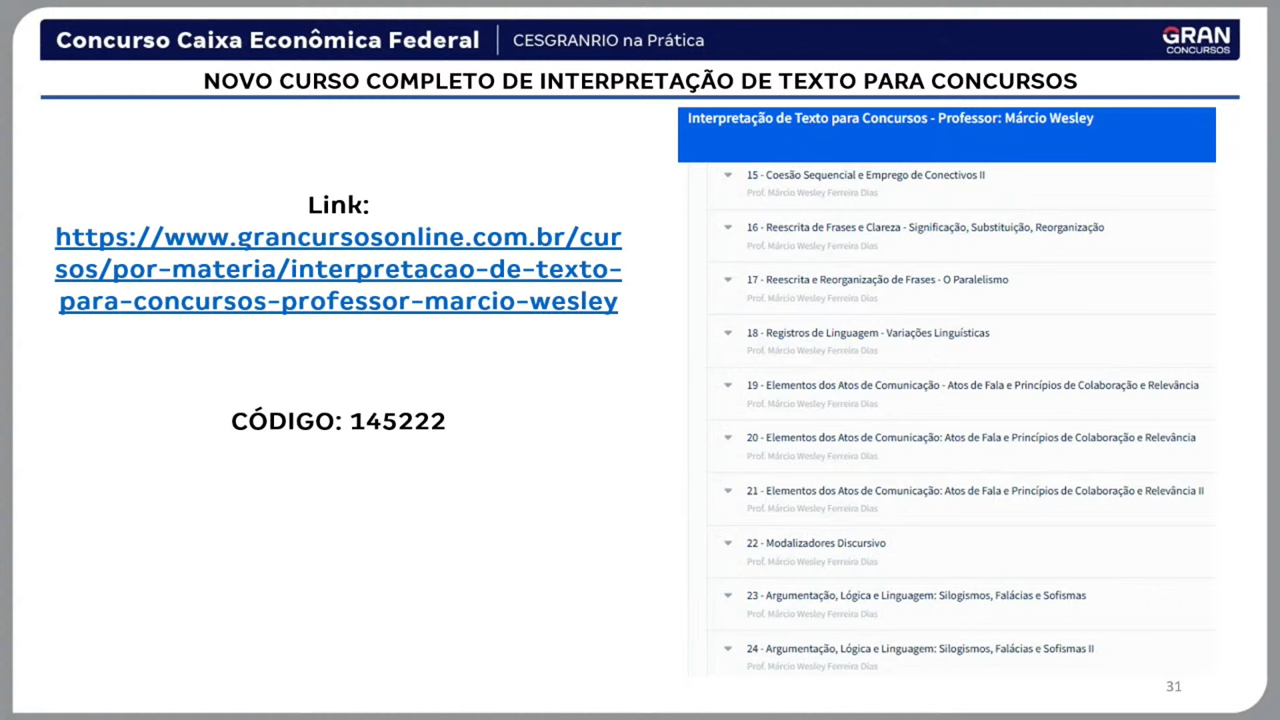 Concurso Caixa Econômica Federal
CESGRANRIO na Prática
GRAN
CONCURSOS
NOVO CURSO COMPLETO DE INTERPRETAÇÃO DE TEXTO PARA CONCURSOS
Link:
https://www.grancursosonline.com.br/cur
sos/por-materia/interpretacao-de-texto-
para-concursos-professor-marcio-wesley
CÓDIGO: 145222
Interpretação de Texto para Concursos - Professor: Márcio Wesley
15 - Coesão Sequencial e Emprego de Conectivos II
Prof. Márcio Wesley Ferreira Dias
16 - Reescrita de Frases e Clareza - Significação, Substituição, Reorganização
Prof. Márcio Wesley Ferreira Dias
17 - Reescrita e Reorganização de Frases - O Paralelismo
Prof. Márcio Wesley Ferreira Dias
18 - Registros de Linguagem - Variações Linguísticas
Prof. Márcio Wesley Ferreira Dias
19 - Elementos dos Atos de Comunicação - Atos de Fala e Princípios de Colaboração e Relevância
Prof. Márcio Wesley Ferreira Dias
20 - Elementos dos Atos de Comunicação: Atos de Fala e Princípios de Colaboração e Relevância
Prof. Márcio Wesley Ferreira Dias
21 - Elementos dos Atos de Comunicação: Atos de Fala e Princípios de Colaboração e Relevância II
Prof. Márcio Wesley Ferreira Dias
22 - Modalizadores Discursivo
Prof. Márcio Wesley Ferreira Dias
23 - Argumentação, Lógica e Linguagem: Silogismos, Falácias e Sofismas
Prof. Márcio Wesley Ferreira Dias
24 - Argumentação, Lógica e Linguagem: Silogismos, Falácias e Sofismas II
Prof. Márcio Wesley Ferreira Dias
31